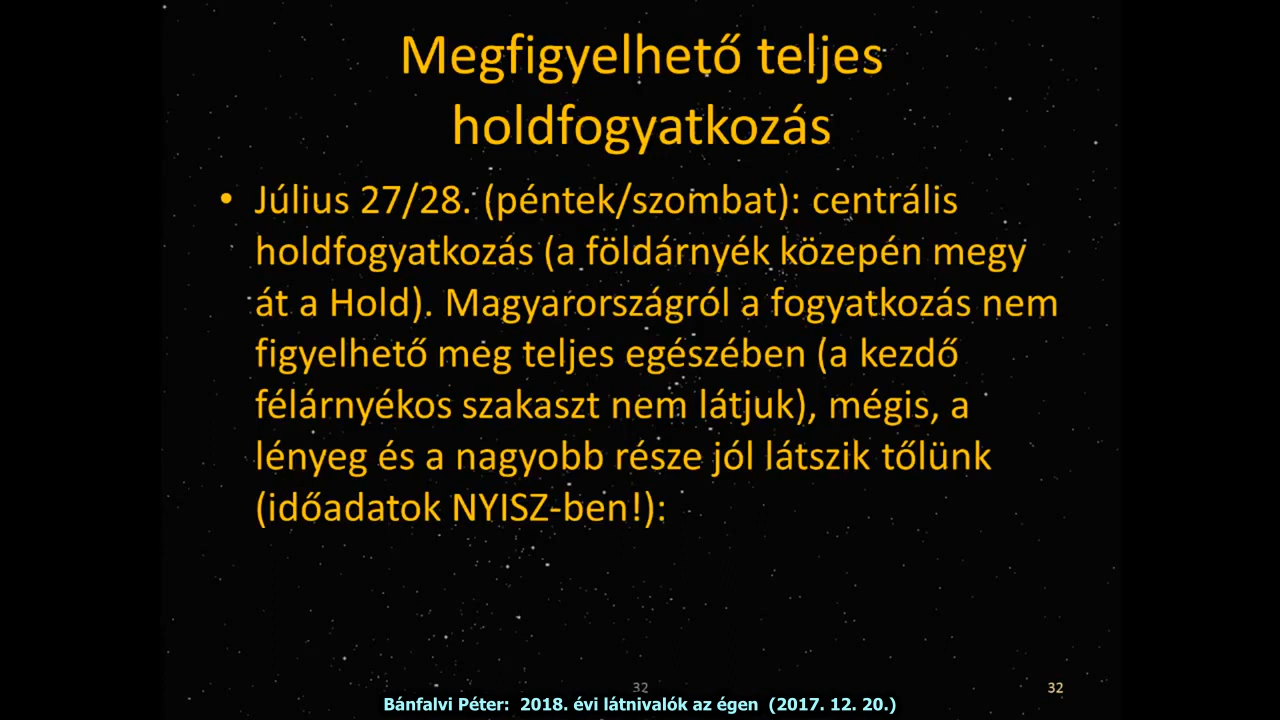 Megfigyelhető teljes
holdfogyatkozás
• Július 27/28. (péntek/szombat): centrális
holdfogyatkozás (a földárnyék közepén megy
át a Hold). Magyarországról a fogyatkozás nem
figyelhető meg teljes egészében (a kezdő
félárnyékos szakaszt nem látjuk), mégis, a
lényeg és a nagyobb része jól látszik tőlünk
(időadatok NYISZ-ben!):
32
32
Bánfalvi Péter: 2018. évi látnivalók az égen (2017. 12. 20.)